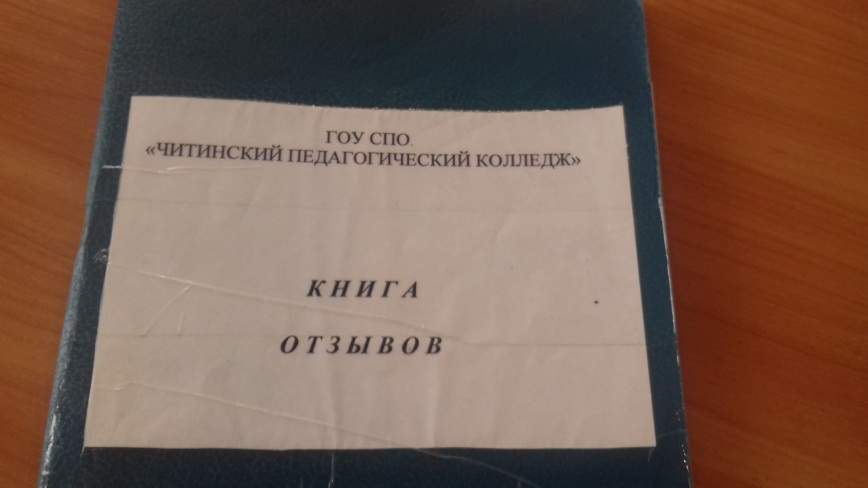 ГОУ СПО.
«ЧИТИНСКИЙ ПЕДАГОГИЧЕСКИЙ КОЛЛЕДЖ»
КНИГА
ОТЗЫВОВ